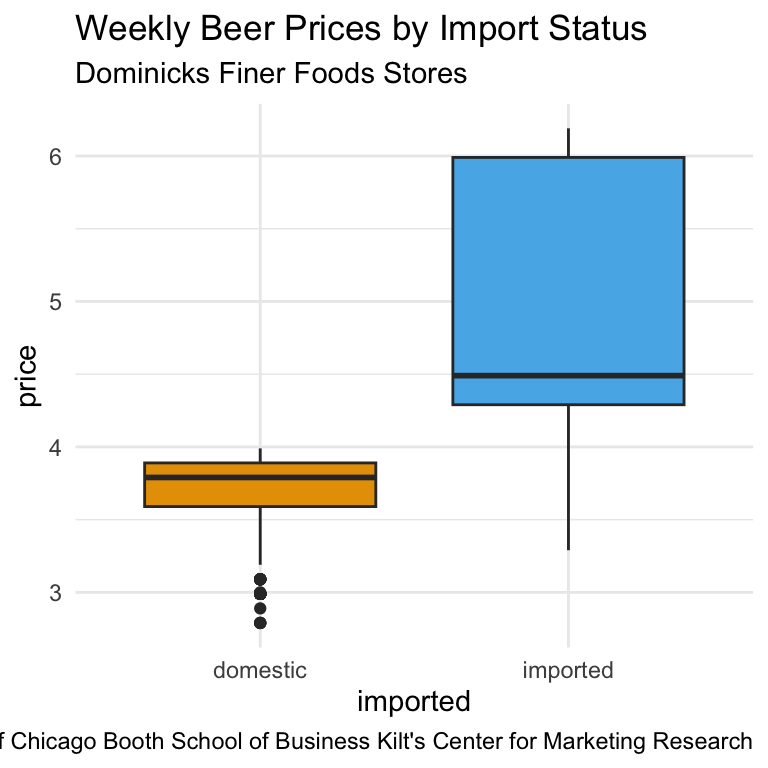 Weekly Beer Prices by Import Status
Dominicks Finer Foods Stores
6
5
4
3
price
domestic
imported
imported
Chicago Booth School of Business Kilt's Center for Marketing Research